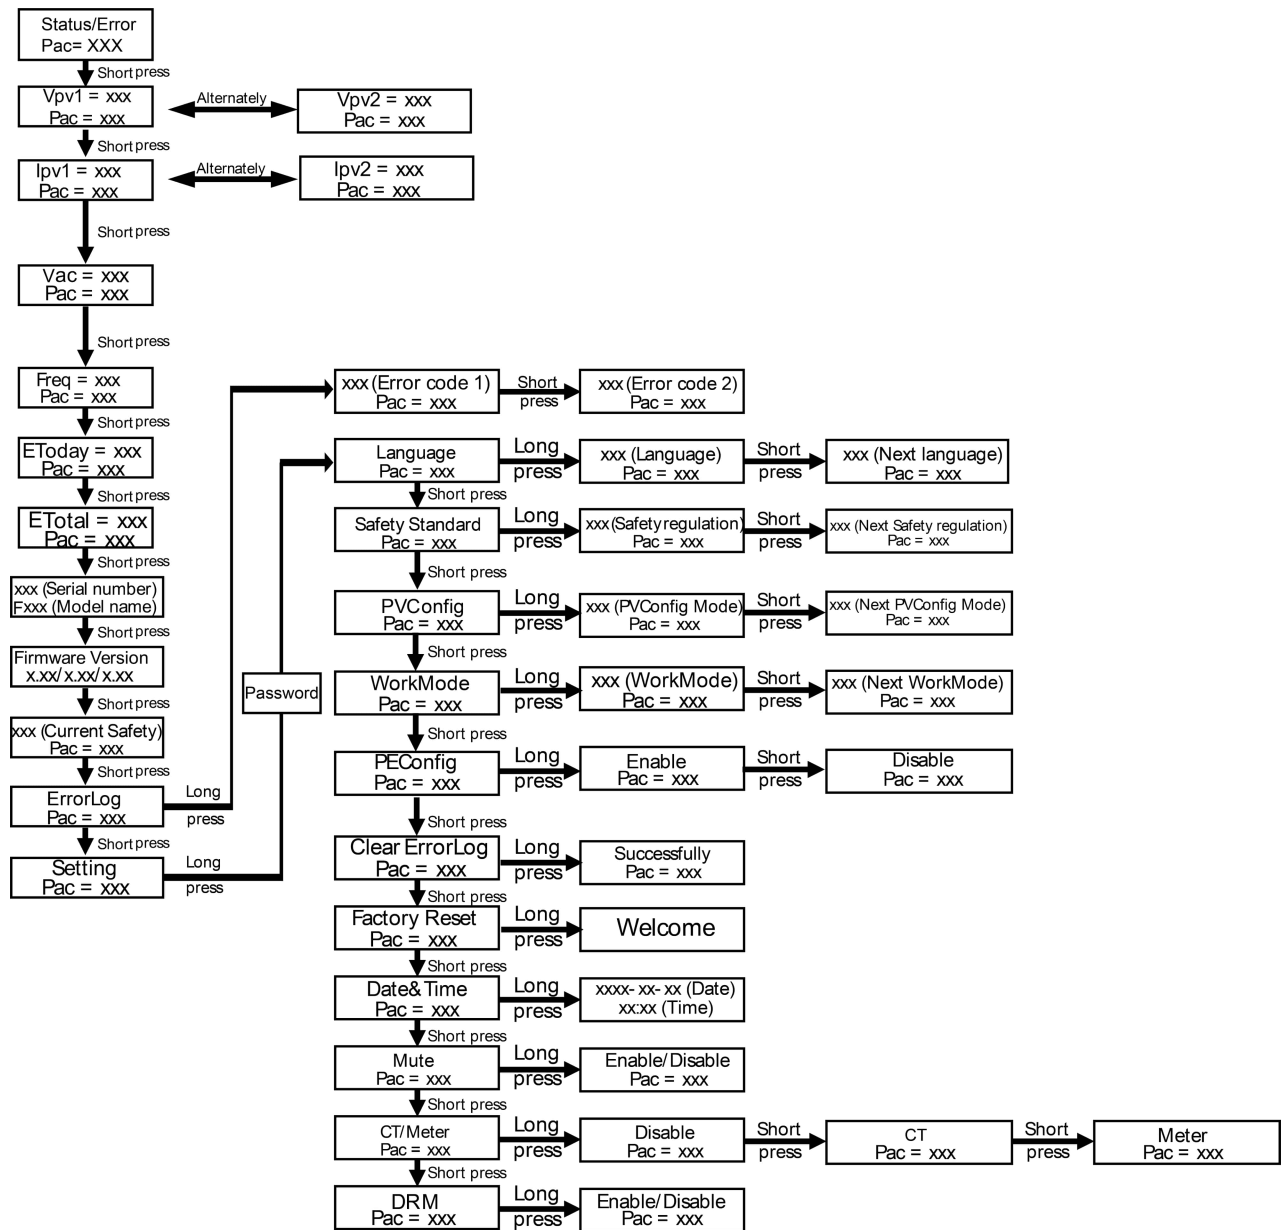 Status/Error
Pac= XXX
Short press
Vpv1 = xxx
Pac = xxx
Alternately
Vpv2 = xxx
Pac = xxx
Short press
Ipv1 = xxx
Pac = xxx
Alternately
Ipv2 = xxx
Pac = xxx
Short press
Vac = xxx
Pac = xxx
Short press
Freq = xxx
Pac = xxx
Short press
EToday = xxx
Pac = xxx
Short press
ETotal = xxx
Pac = xxx
Short press
xxx (Serial number)
Fxxx (Model name)
Short press
Firmware Version
x.xx/ x.xx/ x.xx
Short press
xxx (Current Safety)
Pac = xxx
Short press
ErrorLog
Pac = xxx
Long
press
Short press
Setting
Pac = xxx
Long
press
Password
xxx (Error code 1)
Pac = xxx
Short
press
xxx (Error code 2)
Pac = xxx
Language
Pac = xxx
Long
press
xxx (Language)
Pac = xxx
Short
press
xxx (Next language)
Pac = xxx
Short press
Safety Standard
Pac = xxx
Long
press
xxx (Safety regulation)
Pac = xxx
Short
press
xxx (Next Safety regulation)
Pac = xxx
Short press
PVConfig
Pac = xxx
Long
press
xxx (PVConfig Mode)
Pac = xxx
Short
press
xxx (Next PVConfig Mode)
Pac = xxx
Short press
WorkMode
Pac = xxx
Long
press
xxx (WorkMode)
Pac = xxx
Short
press
xxx (Next WorkMode)
Pac = xxx
Short press
PEConfig
Pac = xxx
Long
press
Enable
Pac = xxx
Short
press
Disable
Pac = xxx
Short press
Clear ErrorLog
Pac = xxx
Long
press
Successfully
Pac = xxx
Short press
Factory Reset
Pac = xxx
Long
press
Welcome
Short press
Date&Time
Pac = xxx
Long
press
xxxx- xx- xx (Date)
xx:xx (Time)
Short press
Mute
Pac = xxx
Long
press
Enable/Disable
Pac = xxx
Short press
CT/Meter
Pac = xxx
Long
press
Disable
Pac = xxx
Short
press
CT
Pac = xxx
Short
press
Meter
Pac = xxx
Short press
DRM
Pac = xxx
Long
press
Enable/Disable
Pac = xxx